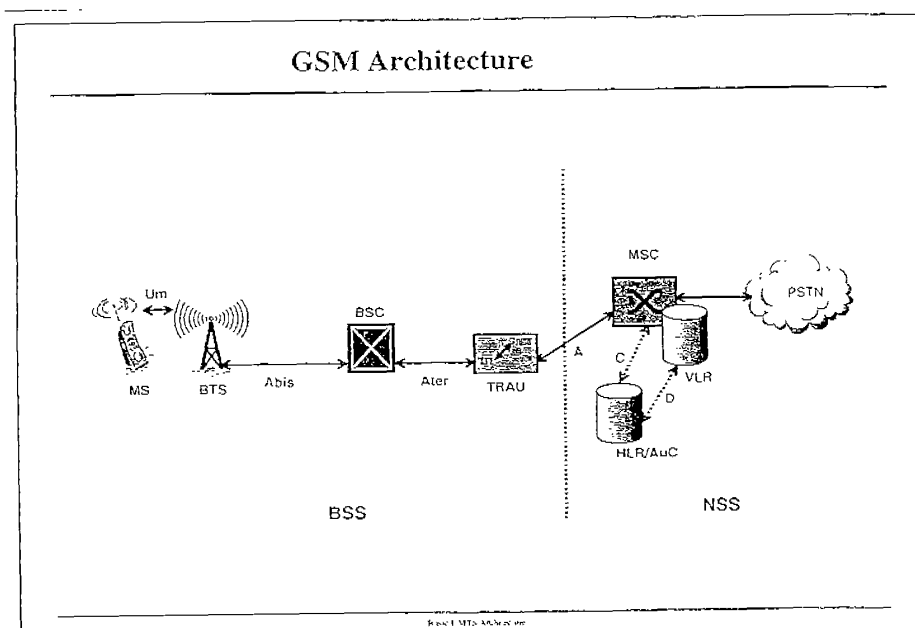 GSM Architecture
MSC
PSTN
Um
BSC
A
C
VLR
MS
BTS
Abis
Ater
TRAU
D
HLR/AuC
BSS
NSS